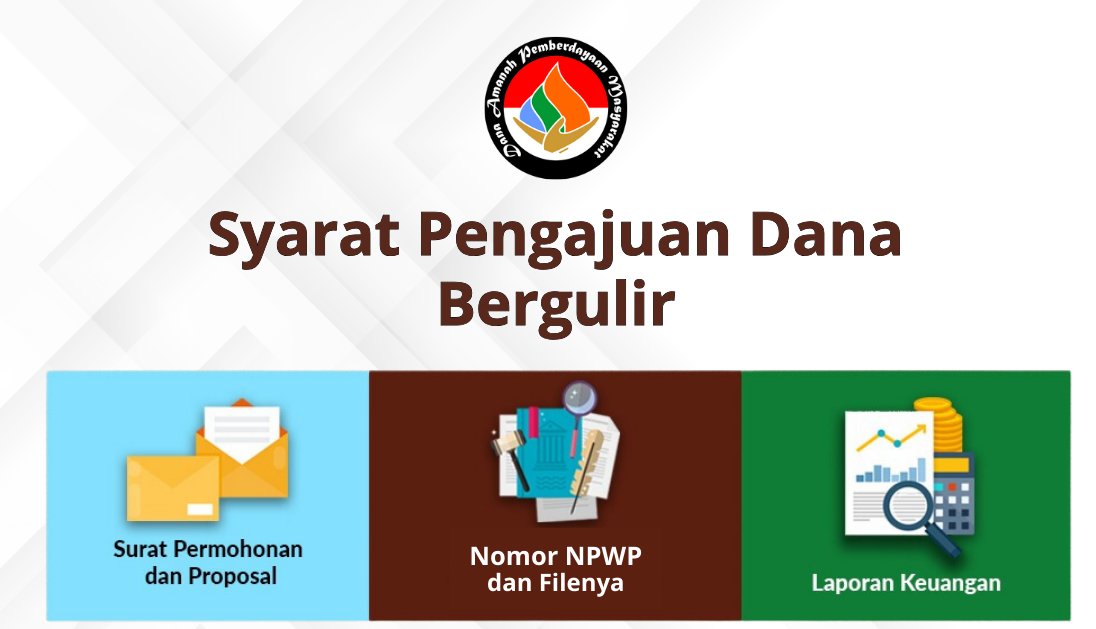 Dana Amanah Pemberdayaan Masyarakat
Syarat Pengajuan Dana
Bergulir
Surat Permohonan
dan Proposal
Nomor NPWP
dan Filenya
Laporan Keuangan